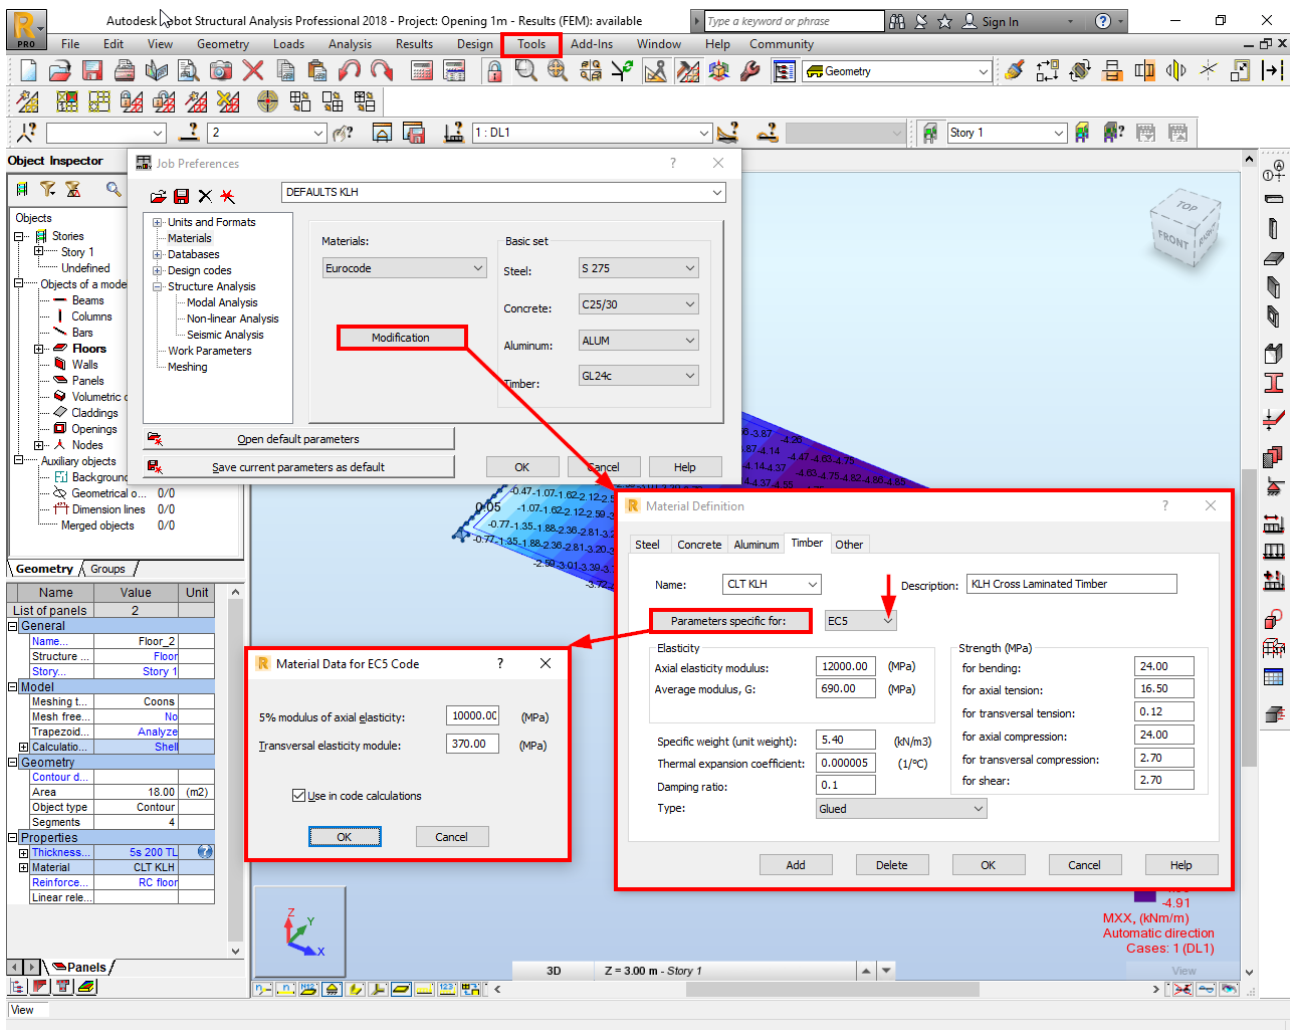 Autodesk Robot Structural Analysis Professional 2018 - Project: Opening 1m - Results (FEM): available
Type a keyword or phrase
Sign In
PRO
File Edit View Geometry Loads Analysis Results Design Tools Add-Ins Window Help Community
Geometry
2
1 : DL1
Story 1
Object Inspector
Objects
Stories
Story 1
Undefined
Objects of a mode
Beams
Columns
Bars
Floors
Walls
Panels
Volumetric
Claddings
Openings
Nodes
Auxiliary objects
Background
Geometrical o... 0/0
Dimension lines 0/0
Merged objects 0/0
Geometry Groups
Name Value Unit
List of panels 2
General
Name... Floor_2
Structure ... Floor
Story... Story 1
Model
Meshing t... Coons
Mesh free... No
Trapezoid... Analyze
Calculatio... Shell
Geometry
Contour d...
Area 18.00 (m2)
Object type Contour
Segments 4
Properties
Thickness... 5s 200 TL
Material CLT KLH
Reinforce... RC floor
Linear rele...
Panels
View
Job Preferences
DEFAULTS KLH
Units and Formats
Materials
Databases
Design codes
Structure Analysis
Modal Analysis
Non-linear Analysis
Seismic Analysis
Work Parameters
Meshing
Materials:
Eurocode
Modification
Basic set
Steel: S 275
Concrete: C25/30
Aluminum: ALUM
Timber: GL24c
Open default parameters
Save current parameters as default
OK Cancel Help
TOP
FRONT
RIGHT
Material Definition
Steel Concrete Aluminum Timber Other
Name: CLT KLH
Description: KLH Cross Laminated Timber
Parameters specific for: EC5
Elasticity
Axial elasticity modulus: 12000.00 (MPa)
Average modulus, G: 690.00 (MPa)
Specific weight (unit weight): 5.40 (kN/m3)
Thermal expansion coefficient: 0.000005 (1/°C)
Damping ratio: 0.1
Type: Glued
Strength (MPa)
for bending: 24.00
for axial tension: 16.50
for transversal tension: 0.12
for axial compression: 24.00
for transversal compression: 2.70
for shear: 2.70
Add Delete OK Cancel Help
Material Data for EC5 Code
5% modulus of axial elasticity: 10000.00 (MPa)
Transversal elasticity module: 370.00 (MPa)
Use in code calculations
OK Cancel
-4.91
MXX, (kNm/m)
Automatic direction
Cases: 1 (DL1)
Z
Y
X
3D Z = 3.00 m - Story 1
View